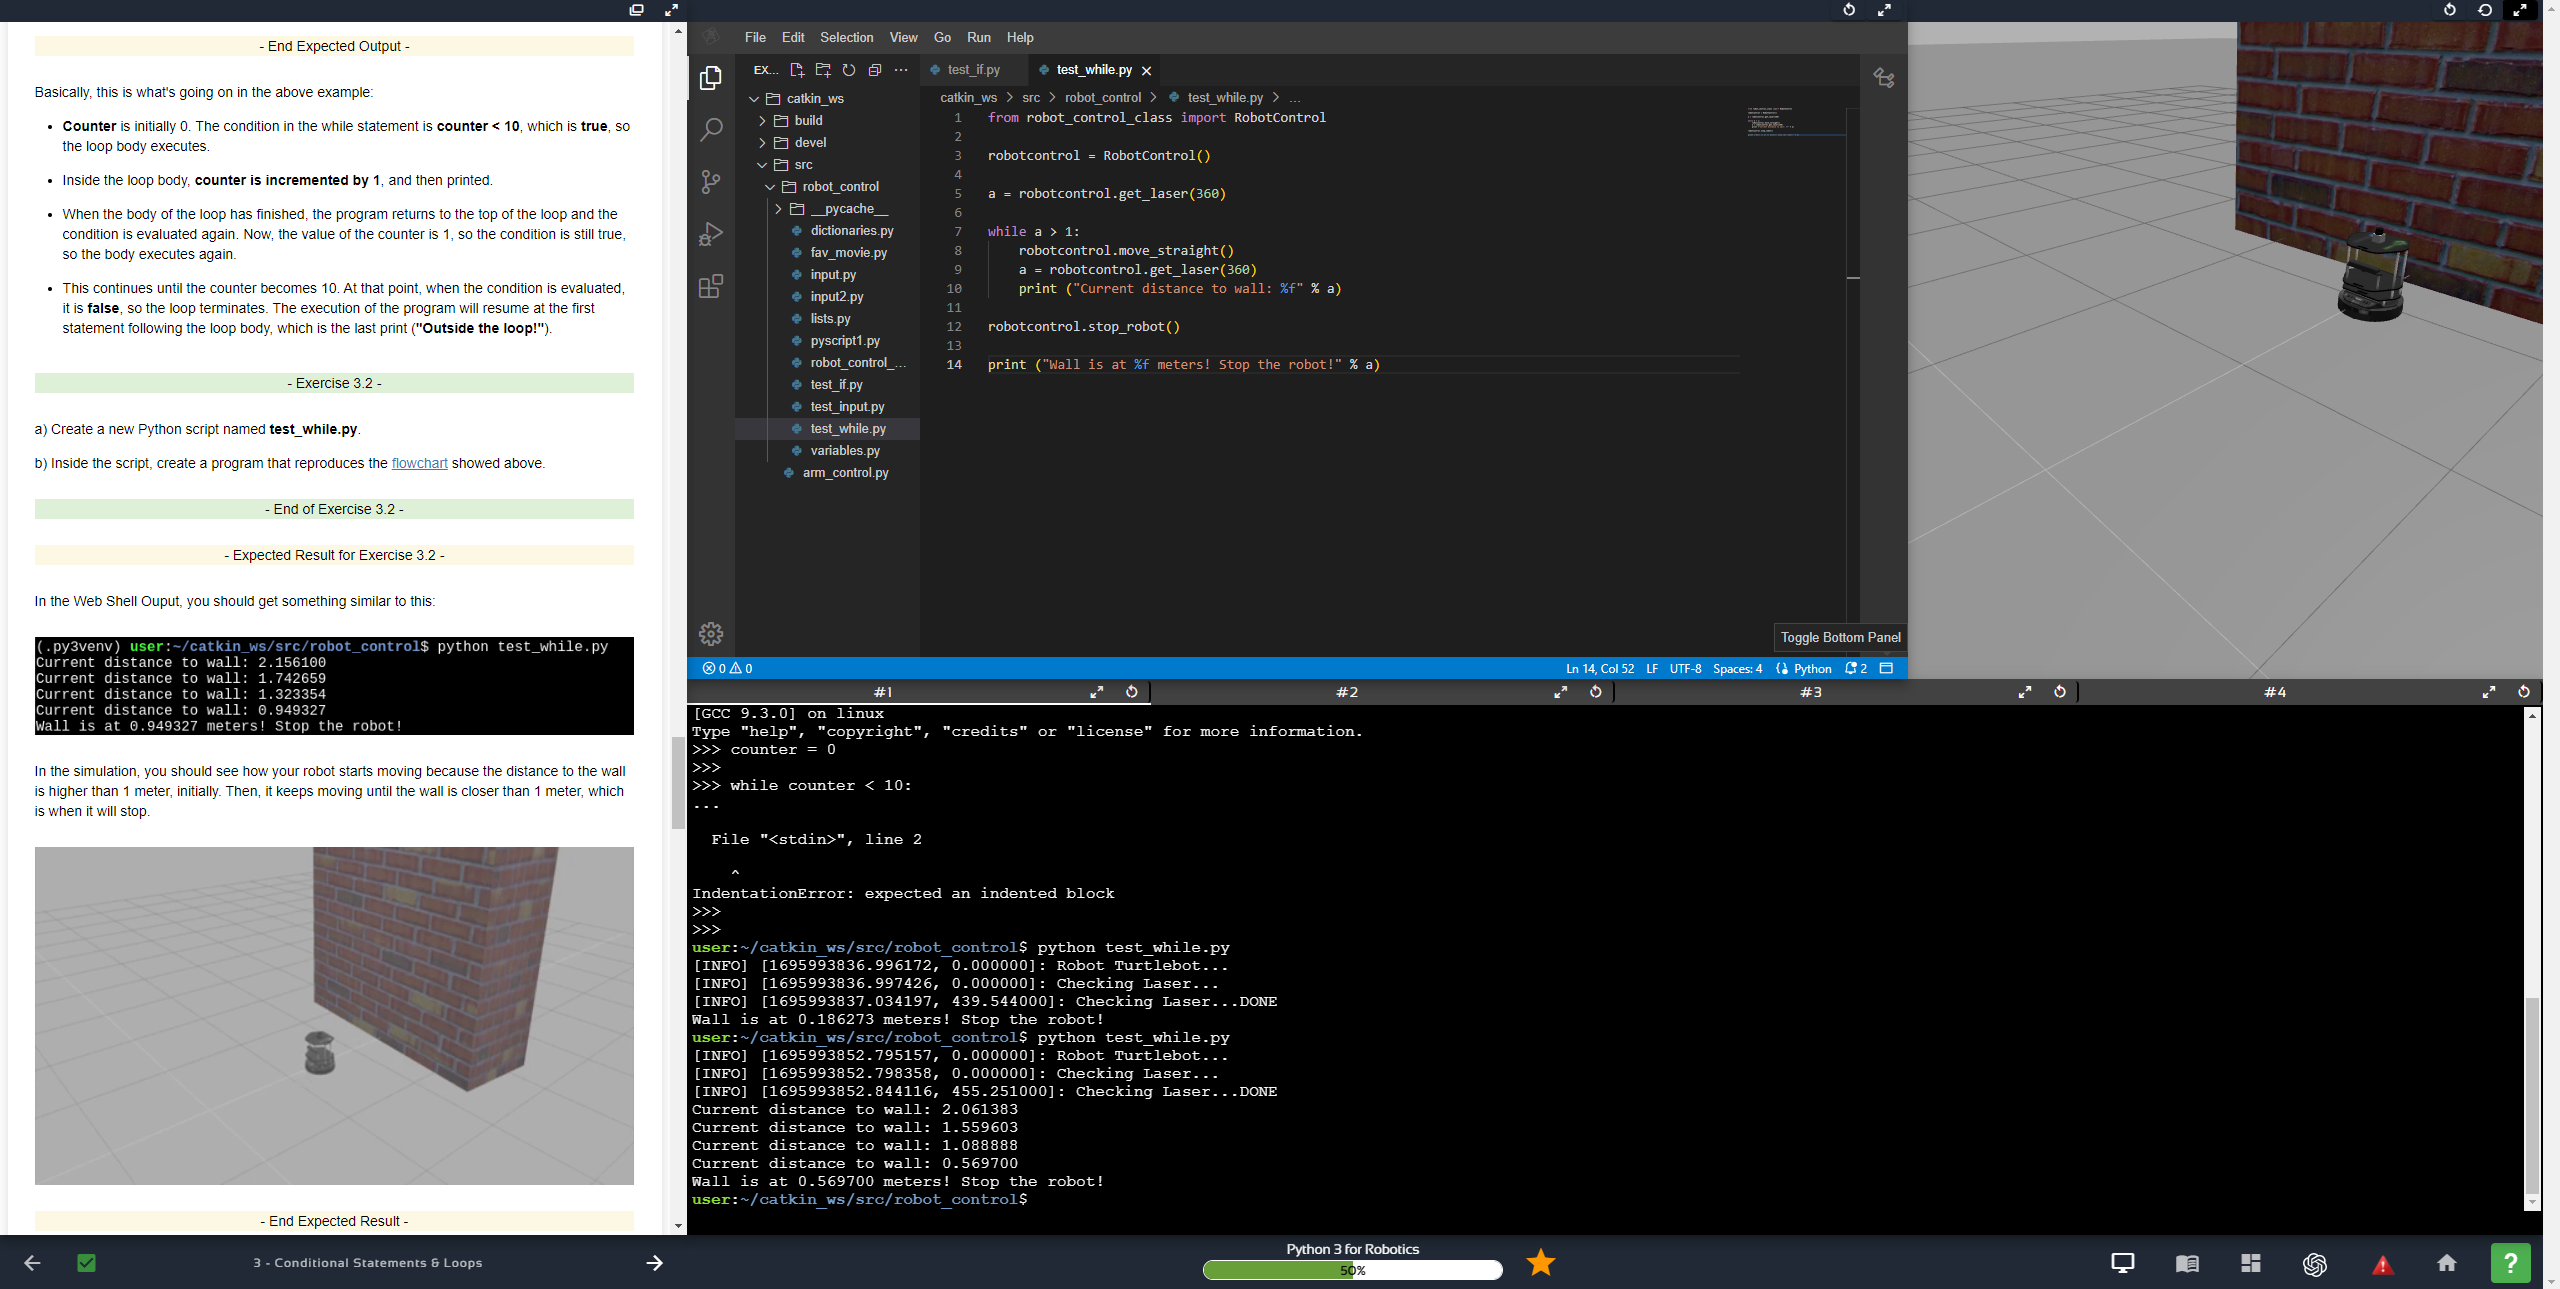 - End Expected Output -
Basically, this is what's going on in the above example:
Counter is initially 0. The condition in the while statement is counter < 10, which is true, so
the loop body executes.
Inside the loop body, counter is incremented by 1, and then printed.
When the body of the loop has finished, the program returns to the top of the loop and the
condition is evaluated again. Now, the value of the counter is 1, so the condition is still true,
so the body executes again.
This continues until the counter becomes 10. At that point, when the condition is evaluated,
it is false, so the loop terminates. The execution of the program will resume at the first
statement following the loop body, which is the last print ("Outside the loop!").
- Exercise 3.2 -
a) Create a new Python script named test_while.py.
b) Inside the script, create a program that reproduces the flowchart showed above.
- End of Exercise 3.2 -
- Expected Result for Exercise 3.2 -
In the Web Shell Ouput, you should get something similar to this:
(.py3venv) user:~/catkin_ws/src/robot_control$ python test_while.py
Current distance to wall: 2.156100
Current distance to wall: 1.742659
Current distance to wall: 1.323354
Current distance to wall: 0.949327
Wall is at 0.949327 meters! Stop the robot!
In the simulation, you should see how your robot starts moving because the distance to the wall
is higher than 1 meter, initially. Then, it keeps moving until the wall is closer than 1 meter, which
is when it will stop.
- End Expected Result -
File Edit Selection View Go Run Help
EX...
catkin_ws
build
devel
src
robot_control
__pycache__
dictionaries.py
fav_movie.py
input.py
input2.py
lists.py
pyscript1.py
robot_control_...
test_if.py
test_input.py
test_while.py
variables.py
arm_control.py
test_if.py test_while.py
catkin_ws > src > robot_control > test_while.py > ...
1 from robot_control_class import RobotControl
2
3 robotcontrol = RobotControl()
4
5 a = robotcontrol.get_laser(360)
6
7 while a > 1:
8 robotcontrol.move_straight()
9 a = robotcontrol.get_laser(360)
10 print ("Current distance to wall: %f" % a)
11
12 robotcontrol.stop_robot()
13
14 print ("Wall is at %f meters! Stop the robot!" % a)
Toggle Bottom Panel
0 0 Ln 14, Col 52 LF UTF-8 Spaces: 4 Python 2
#1 #2 #3 #4
[GCC 9.3.0] on linux
Type "help", "copyright", "credits" or "license" for more information.
>>> counter = 0
>>>
>>> while counter < 10:
...
File "<stdin>", line 2
^
IndentationError: expected an indented block
>>>
>>>
user:~/catkin_ws/src/robot_control$ python test_while.py
[INFO] [1695993836.996172, 0.000000]: Robot Turtlebot...
[INFO] [1695993836.997426, 0.000000]: Checking Laser...
[INFO] [1695993837.034197, 439.544000]: Checking Laser...DONE
Wall is at 0.186273 meters! Stop the robot!
user:~/catkin_ws/src/robot_control$ python test_while.py
[INFO] [1695993852.795157, 0.000000]: Robot Turtlebot...
[INFO] [1695993852.798358, 0.000000]: Checking Laser...
[INFO] [1695993852.844116, 455.251000]: Checking Laser...DONE
Current distance to wall: 2.061383
Current distance to wall: 1.559603
Current distance to wall: 1.088888
Current distance to wall: 0.569700
Wall is at 0.569700 meters! Stop the robot!
user:~/catkin_ws/src/robot_control$
3 - Conditional Statements & Loops
Python 3 for Robotics
50%
?